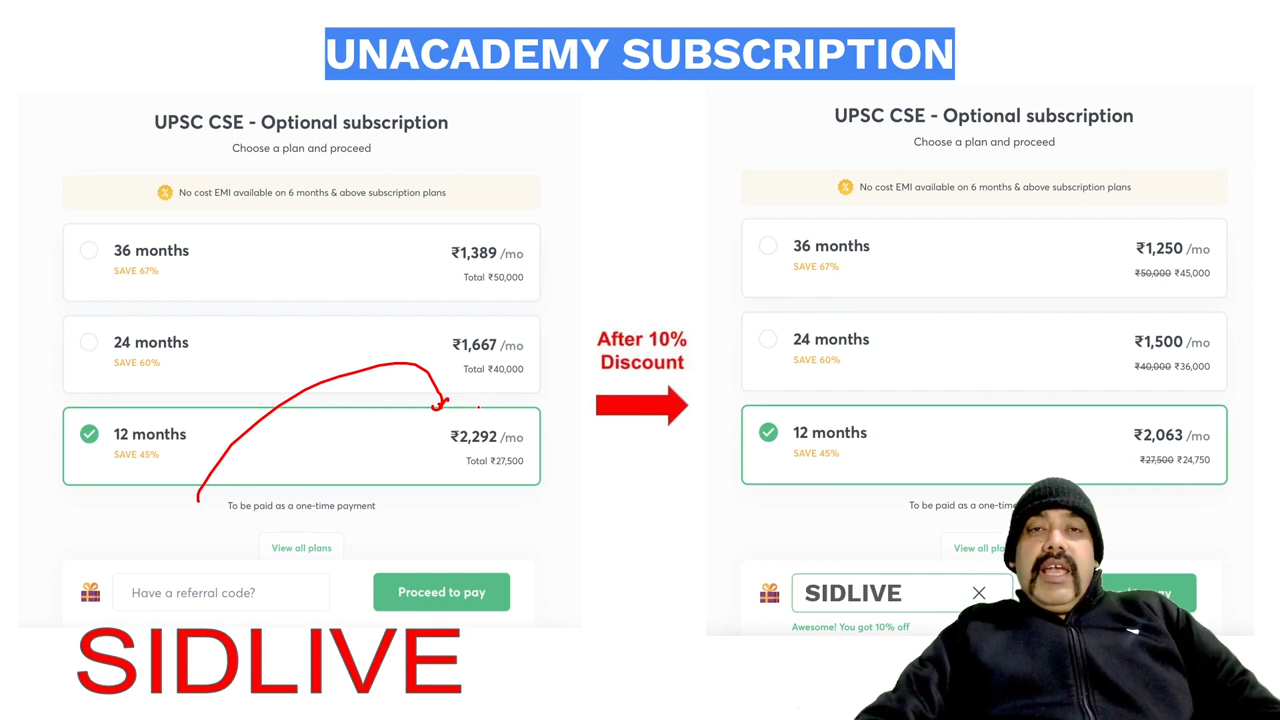 UNACADEMY SUBSCRIPTION
UPSC CSE - Optional subscription
Choose a plan and proceed
No cost EMI available on 6 months & above subscription plans
36 months
₹1,389 /mo
SAVE 67%
Total ₹50,000
24 months
₹1,667 /mo
SAVE 60%
Total ₹40,000
12 months
₹2,292 /mo
SAVE 45%
Total ₹27,500
To be paid as a one-time payment
View all plans
Have a referral code?
Proceed to pay
SIDLIVE
After 10%
Discount
UPSC CSE - Optional subscription
Choose a plan and proceed
No cost EMI available on 6 months & above subscription plans
36 months
₹1,250 /mo
SAVE 67%
₹50,000 ₹45,000
24 months
₹1,500 /mo
SAVE 60%
₹40,000 ₹36,000
12 months
₹2,063 /mo
SAVE 45%
₹27,500 ₹24,750
To be paid as a one-time
View all
SIDLIVE
Awesome! You got 10% off